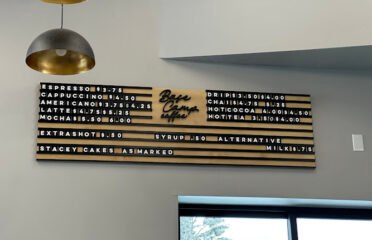 ESPRESSO $3.75
CAPPUCCINO $4.50
AMERICANO $3.75 $4.25
LATTE $4.75 $5.25
MOCHA $5.50 6.00
Base
Camp
coffee
DRIP $3.50 $4.00
CHAI $4.75 5.25
HOT COCOA 4.00 $4.50
HOT TEA 3.50 $4.00
EXTRA SHOT $.50 SYRUP .50 ALTERNATIVE
MILK $.75
STACEY CAKES AS MARKED